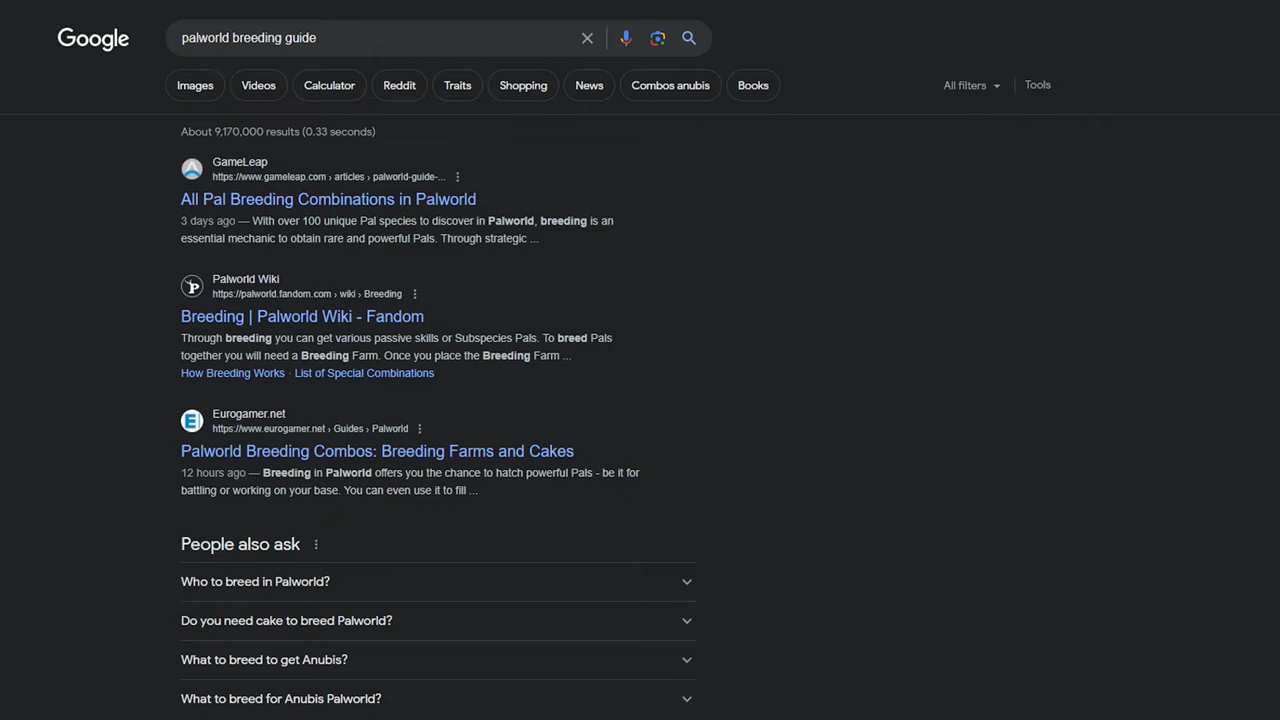 Google
palworld breeding guide
Images Videos Calculator Reddit Traits Shopping News Combos anubis Books All filters Tools
About 9,170,000 results (0.33 seconds)
GameLeap
https://www.gameleap.com › articles › palworld-guide-...
All Pal Breeding Combinations in Palworld
3 days ago — With over 100 unique Pal species to discover in Palworld, breeding is an
essential mechanic to obtain rare and powerful Pals. Through strategic ...
Palworld Wiki
https://palworld.fandom.com › wiki › Breeding
Breeding | Palworld Wiki - Fandom
Through breeding you can get various passive skills or Subspecies Pals. To breed Pals
together you will need a Breeding Farm. Once you place the Breeding Farm ...
How Breeding Works · List of Special Combinations
Eurogamer.net
https://www.eurogamer.net › Guides › Palworld
Palworld Breeding Combos: Breeding Farms and Cakes
12 hours ago — Breeding in Palworld offers you the chance to hatch powerful Pals - be it for
battling or working on your base. You can even use it to fill ...
People also ask
Who to breed in Palworld?
Do you need cake to breed Palworld?
What to breed to get Anubis?
What to breed for Anubis Palworld?